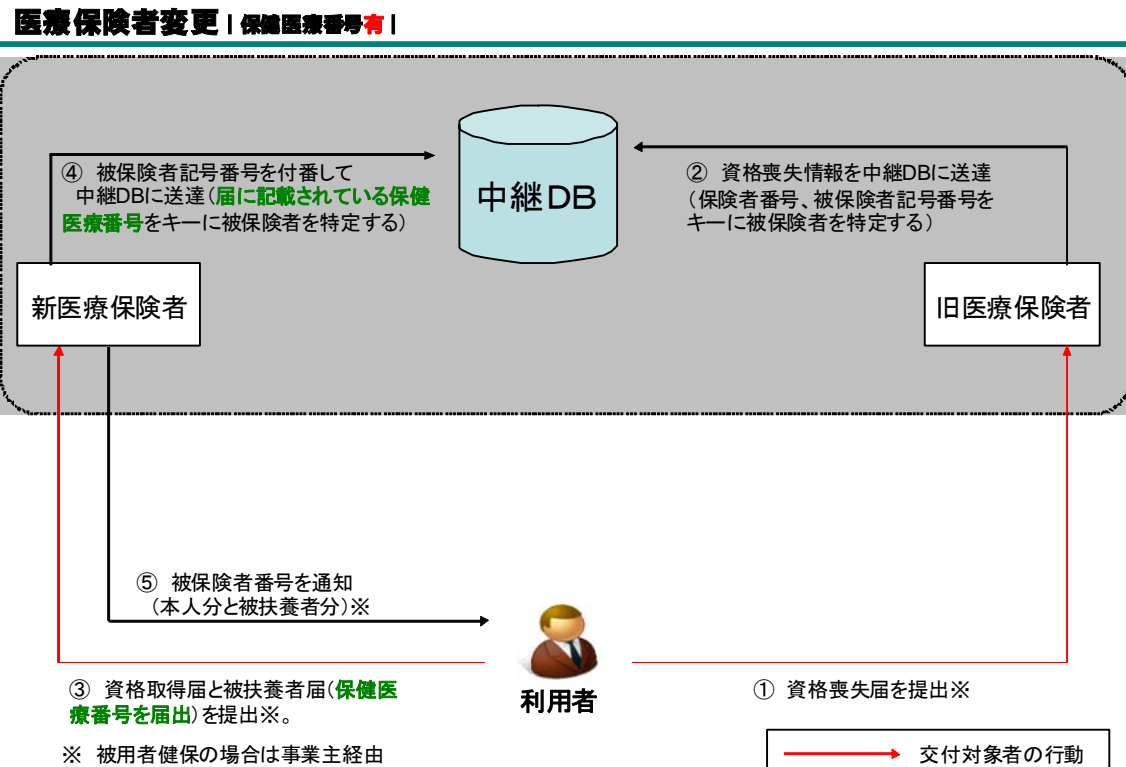 医療保険者変更|保健医療番号有|
④ 被保険者記号番号を付番して
中継DBに送達(届に記載されている保健
医療番号をキーに被保険者を特定する)
中継DB
② 資格喪失情報を中継DBに送達
(保険者番号、被保険者記号番号を
キーに被保険者を特定する)
新医療保険者
旧医療保険者
⑤ 被保険者番号を通知
(本人分と被扶養者分)※
利用者
③ 資格取得届と被扶養者届(保健医
療番号を届出)を提出※。
① 資格喪失届を提出※
※ 被用者健保の場合は事業主経由
交付対象者の行動